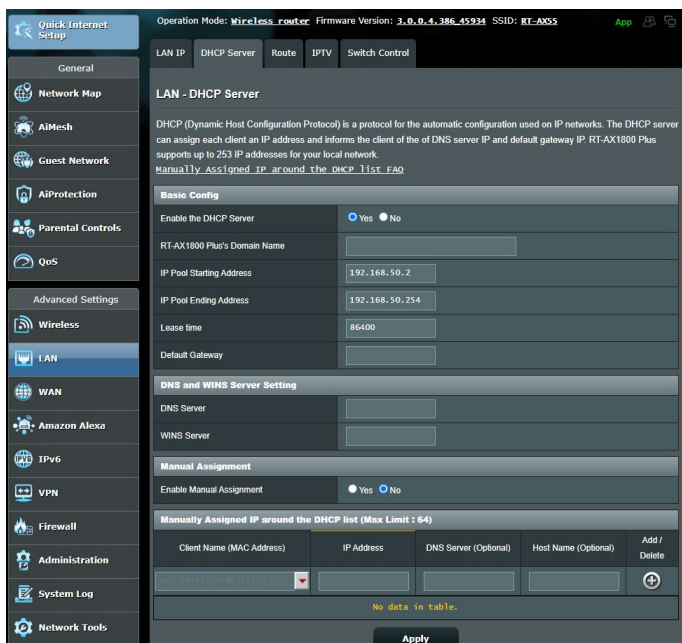 Quick Internet
Setup
General
Network Map
AiMesh
Guest Network
AiProtection
Parental Controls
QoS
Advanced Settings
Wireless
LAN
WAN
Amazon Alexa
IPv6
VPN
Firewall
Administration
System Log
Network Tools
Operation Mode: Wireless router Firmware Version: 3.0.0.4.386_45934 SSID: RT-AX55 App
LAN IP DHCP Server Route IPTV Switch Control
LAN - DHCP Server
DHCP (Dynamic Host Configuration Protocol) is a protocol for the automatic configuration used on IP networks. The DHCP server
can assign each client an IP address and informs the client of the of DNS server IP and default gateway IP. RT-AX1800 Plus
supports up to 253 IP addresses for your local network.
Manually Assigned IP around the DHCP list FAQ
Basic Config
Enable the DHCP Server Yes No
RT-AX1800 Plus's Domain Name
IP Pool Starting Address 192.168.50.2
IP Pool Ending Address 192.168.50.254
Lease time 86400
Default Gateway
DNS and WINS Server Setting
DNS Server
WINS Server
Manual Assignment
Enable Manual Assignment Yes No
Manually Assigned IP around the DHCP list (Max Limit : 64)
Client Name (MAC Address) IP Address DNS Server (Optional) Host Name (Optional) Add /
Delete
No data in table.
Apply